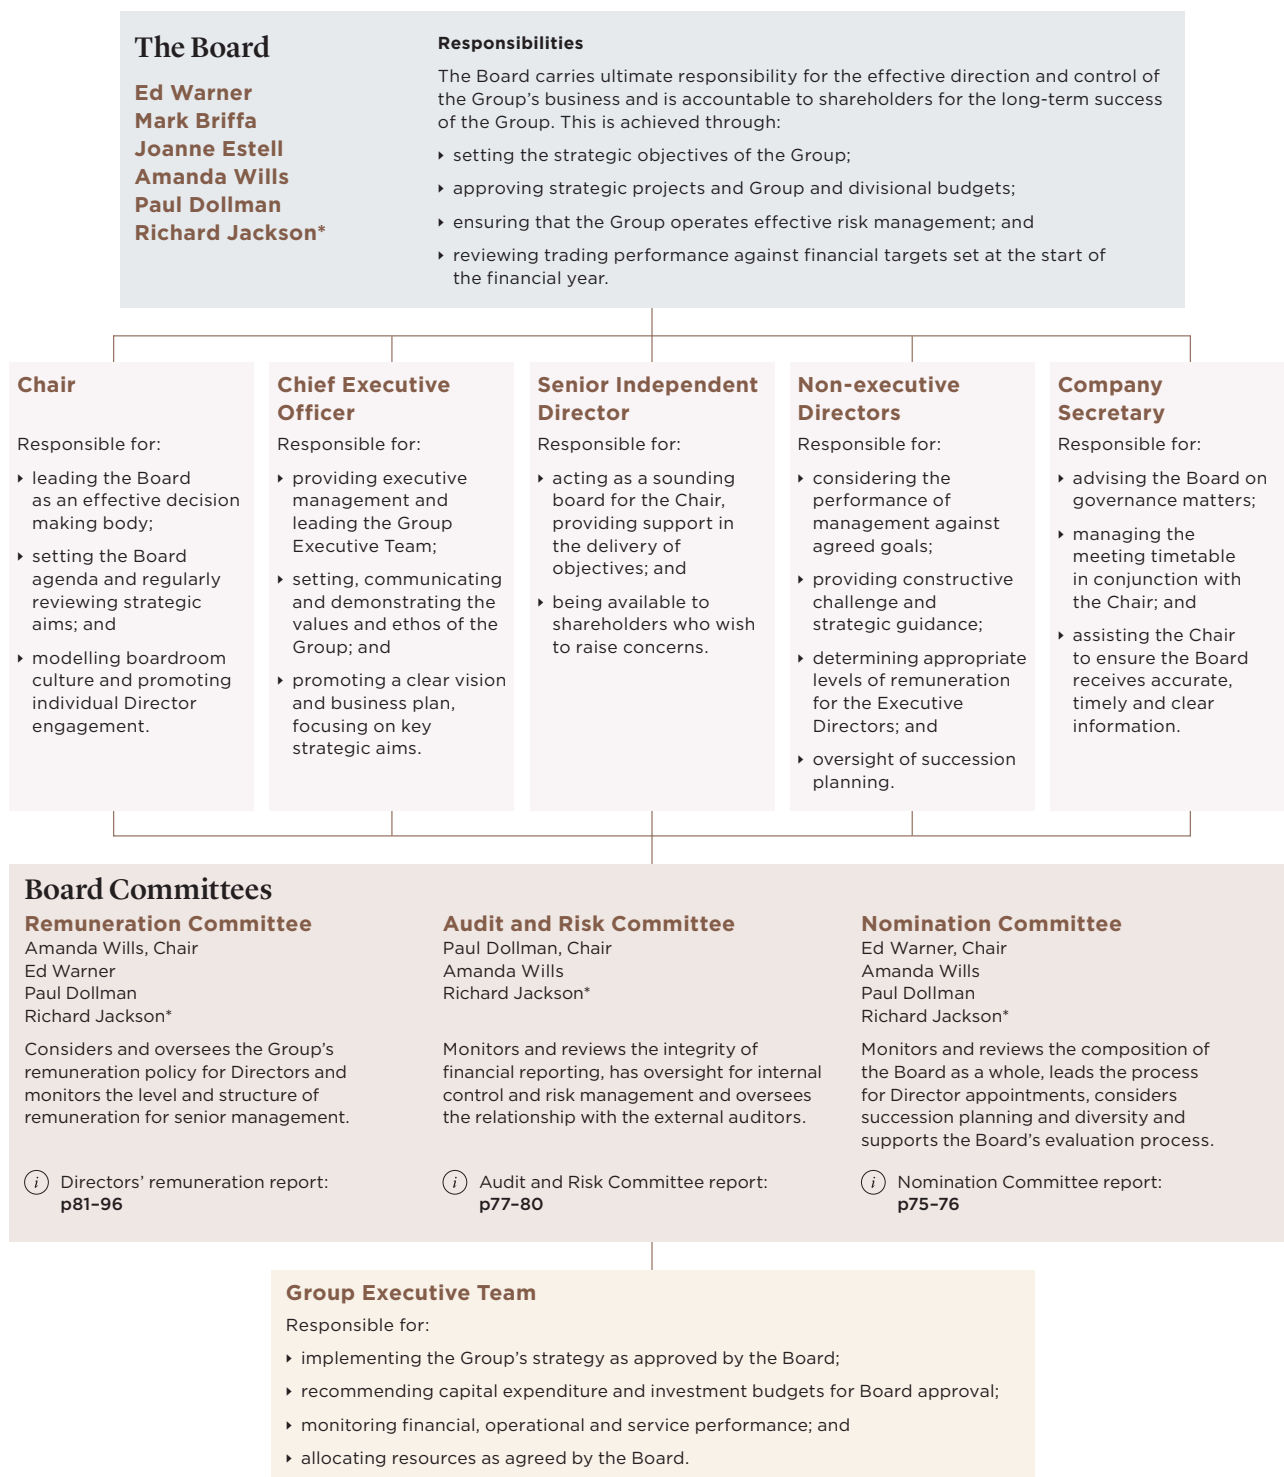 The Board
Ed Warner
Mark Briffa
Joanne Estell
Amanda Wills
Paul Dollman
Richard Jackson*
Responsibilities
The Board carries ultimate responsibility for the effective direction and control of
the Group’s business and is accountable to shareholders for the long-term success
of the Group. This is achieved through:
‣ setting the strategic objectives of the Group;
‣ approving strategic projects and Group and divisional budgets;
‣ ensuring that the Group operates effective risk management; and
‣ reviewing trading performance against financial targets set at the start of
the financial year.
Chair
Responsible for:
‣ leading the Board
as an effective decision
making body;
‣ setting the Board
agenda and regularly
reviewing strategic
aims; and
‣ modelling boardroom
culture and promoting
individual Director
engagement.
Chief Executive
Officer
Responsible for:
‣ providing executive
management and
leading the Group
Executive Team;
‣ setting, communicating
and demonstrating the
values and ethos of the
Group; and
‣ promoting a clear vision
and business plan,
focusing on key
strategic aims.
Senior Independent
Director
Responsible for:
‣ acting as a sounding
board for the Chair,
providing support in
the delivery of
objectives; and
‣ being available to
shareholders who wish
to raise concerns.
Non-executive
Directors
Responsible for:
‣ considering the
performance of
management against
agreed goals;
‣ providing constructive
challenge and
strategic guidance;
‣ determining appropriate
levels of remuneration
for the Executive
Directors; and
‣ oversight of succession
planning.
Company
Secretary
Responsible for:
‣ advising the Board on
governance matters;
‣ managing the
meeting timetable
in conjunction with
the Chair; and
‣ assisting the Chair
to ensure the Board
receives accurate,
timely and clear
information.
Board Committees
Remuneration Committee
Amanda Wills, Chair
Ed Warner
Paul Dollman
Richard Jackson*
Considers and oversees the Group’s
remuneration policy for Directors and
monitors the level and structure of
remuneration for senior management.
i Directors’ remuneration report:
p81–96
Audit and Risk Committee
Paul Dollman, Chair
Amanda Wills
Richard Jackson*
Monitors and reviews the integrity of
financial reporting, has oversight for internal
control and risk management and oversees
the relationship with the external auditors.
i Audit and Risk Committee report:
p77–80
Nomination Committee
Ed Warner, Chair
Amanda Wills
Paul Dollman
Richard Jackson*
Monitors and reviews the composition of
the Board as a whole, leads the process
for Director appointments, considers
succession planning and diversity and
supports the Board’s evaluation process.
i Nomination Committee report:
p75–76
Group Executive Team
Responsible for:
‣ implementing the Group’s strategy as approved by the Board;
‣ recommending capital expenditure and investment budgets for Board approval;
‣ monitoring financial, operational and service performance; and
‣ allocating resources as agreed by the Board.